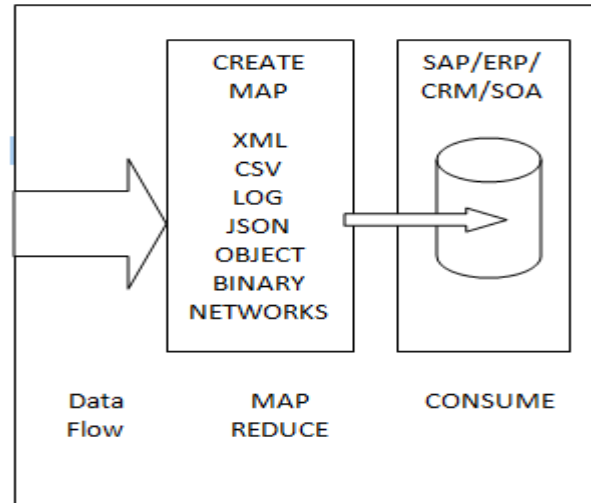 CREATE
MAP
XML
CSV
LOG
JSON
OBJECT
BINARY
NETWORKS
SAP/ERP/
CRM/SOA
Data
Flow
MAP
REDUCE
CONSUME